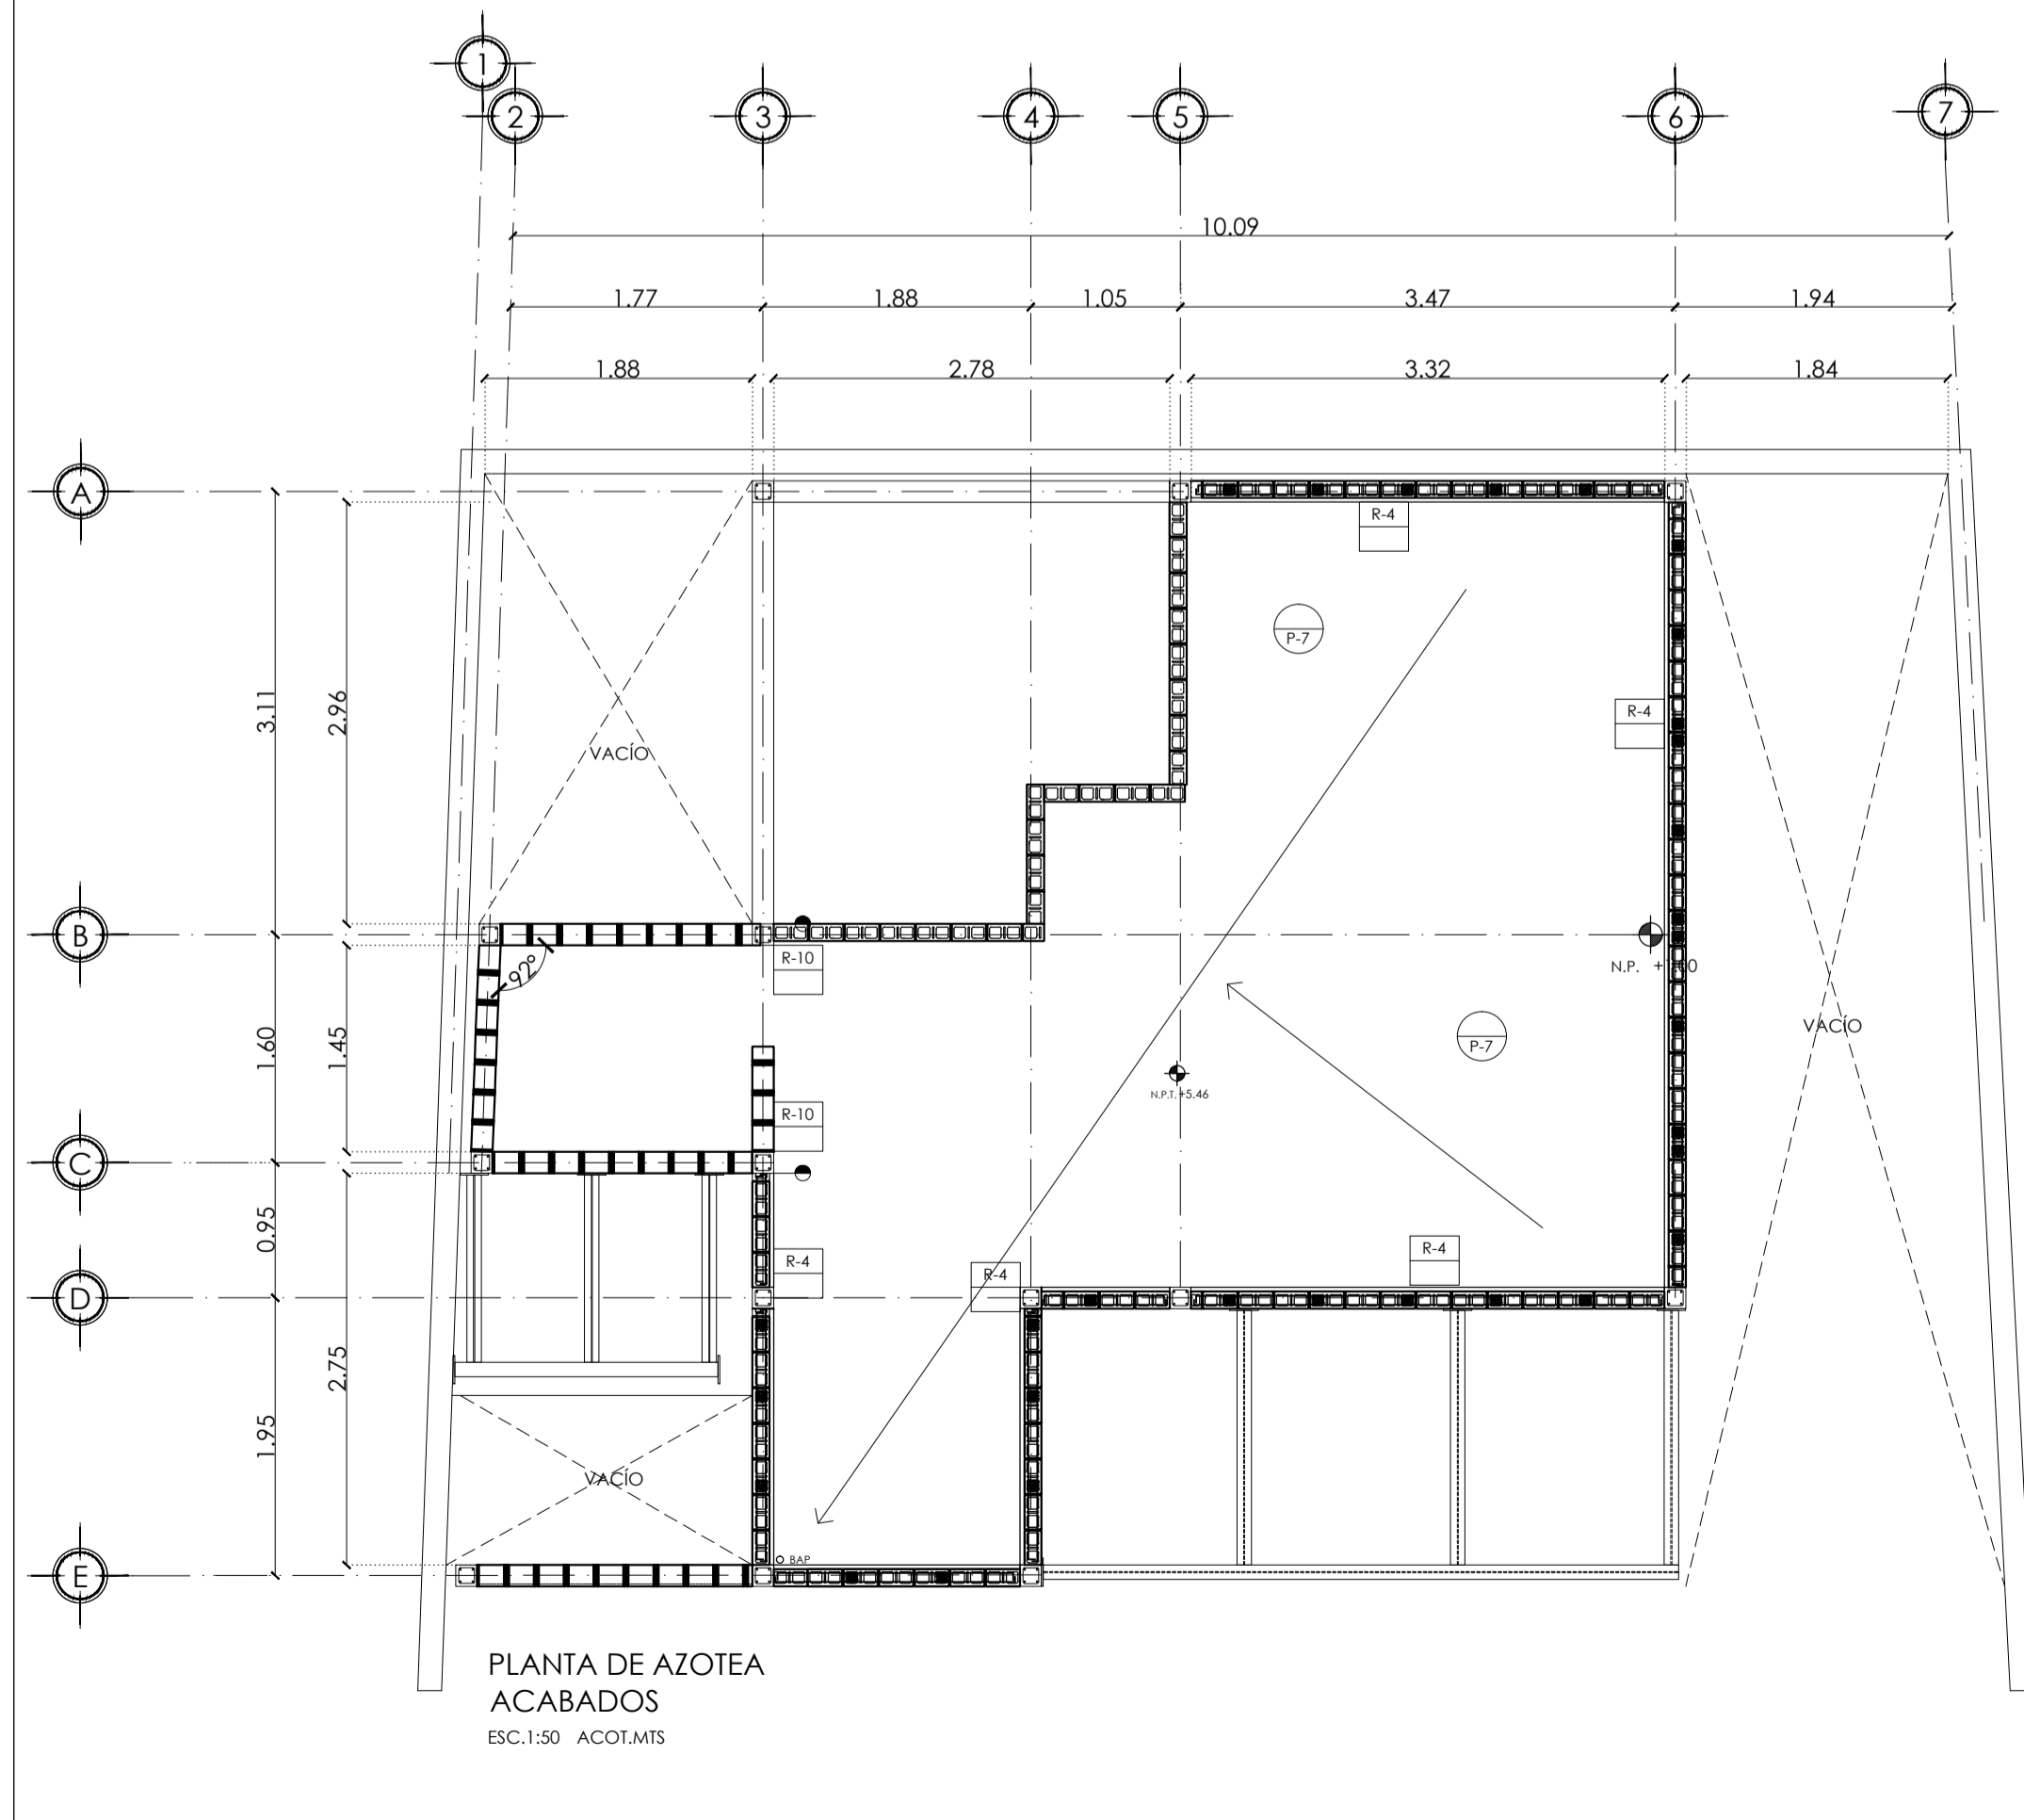 1
2
3
4
5
6
7
10.09
1.77
1.88
1.05
3.47
1.94
1.88
2.78
3.32
1.84
A
R-4
P-7
3.11
2.96
R-4
VACÍO
B
92°
R-10
N.P.
VACÍO
1.60
1.45
P-7
N.P.T. +5.46
R-10
C
0.95
R-4
R-4
R-4
D
2.75
1.95
VACÍO
BAP
E
PLANTA DE AZOTEA
ACABADOS
ESC.1:50 ACOT.MTS